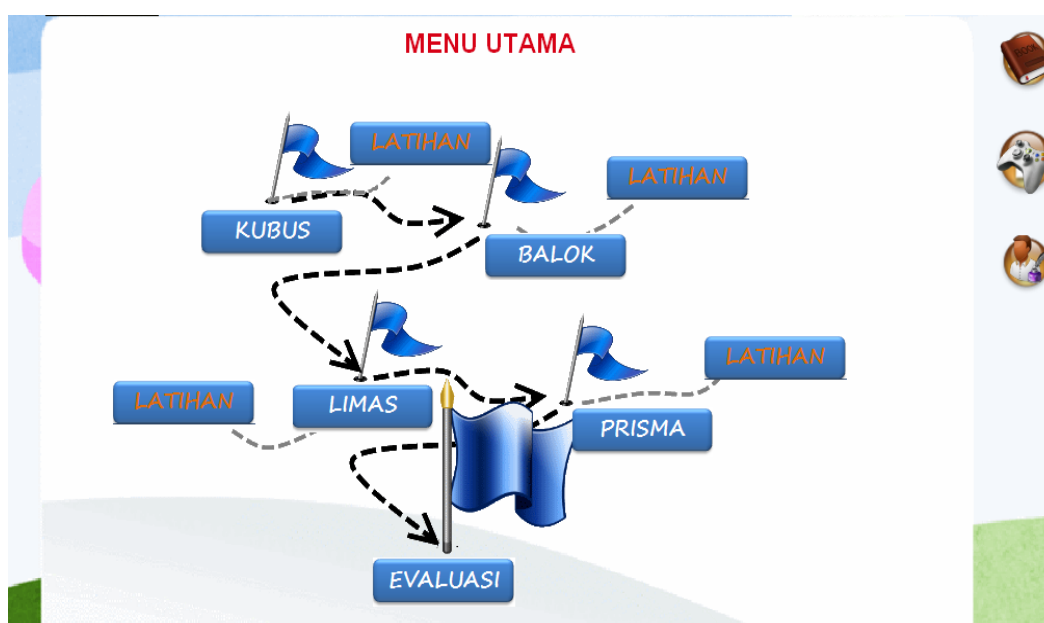 MENU UTAMA
LATIHAN
LATIHAN
KUBUS
BALOK
LATIHAN
LATIHAN
LIMAS
PRISMA
EVALUASI